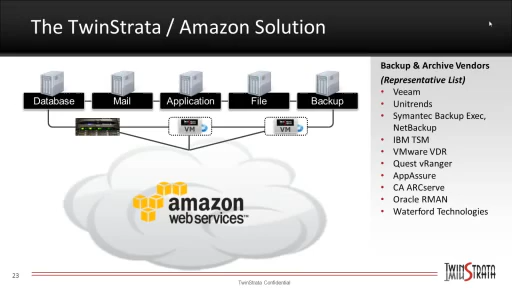 The TwinStrata / Amazon Solution
Database
Mail
Application
File
Backup
VM
VM
amazon
webservices™
Backup & Archive Vendors
(Representative List)
• Veeam
• Unitrends
• Symantec Backup Exec,
NetBackup
• IBM TSM
• VMware VDR
• Quest vRanger
• AppAssure
• CA ARCserve
• Oracle RMAN
• Waterford Technologies
23
TwinStrata Confidential
TWINSTRATA